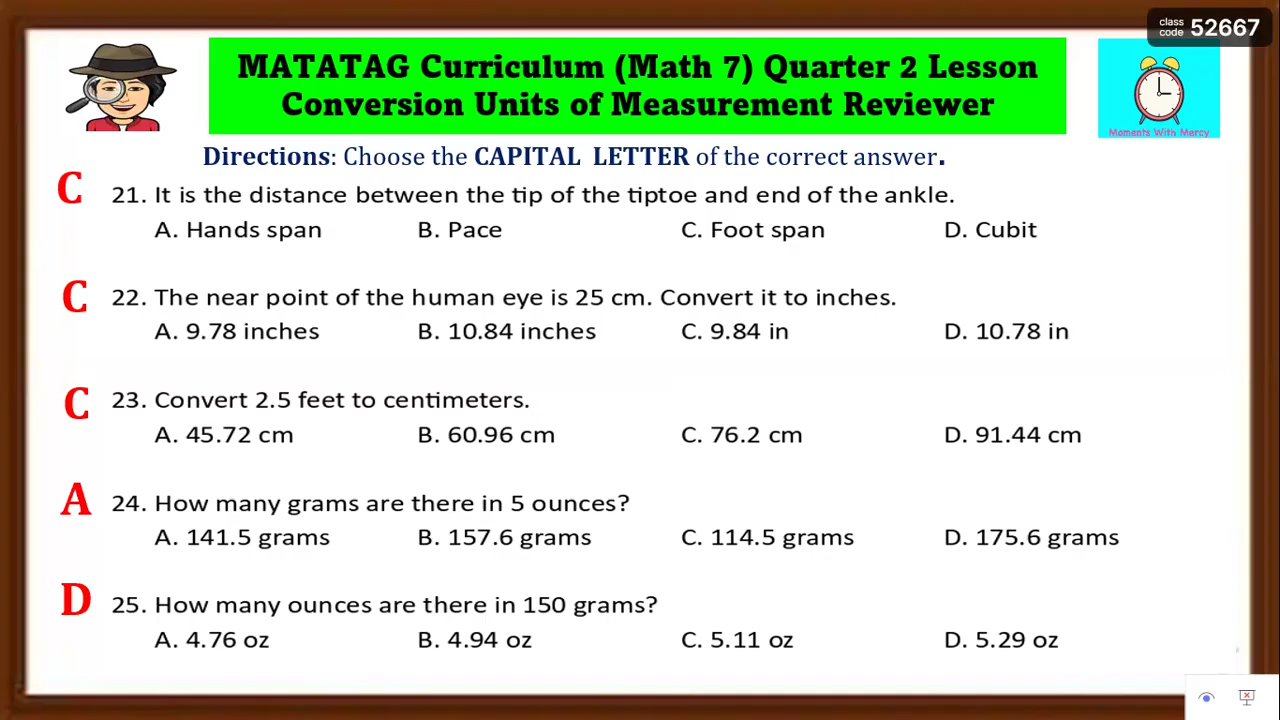 class code 52667
MATATAG Curriculum (Math 7) Quarter 2 Lesson
Conversion Units of Measurement Reviewer
Moments With Mercy
Directions: Choose the CAPITAL LETTER of the correct answer.
C 21. It is the distance between the tip of the tiptoe and end of the ankle.
A. Hands span B. Pace C. Foot span D. Cubit
C 22. The near point of the human eye is 25 cm. Convert it to inches.
A. 9.78 inches B. 10.84 inches C. 9.84 in D. 10.78 in
C 23. Convert 2.5 feet to centimeters.
A. 45.72 cm B. 60.96 cm C. 76.2 cm D. 91.44 cm
A 24. How many grams are there in 5 ounces?
A. 141.5 grams B. 157.6 grams C. 114.5 grams D. 175.6 grams
D 25. How many ounces are there in 150 grams?
A. 4.76 oz B. 4.94 oz C. 5.11 oz D. 5.29 oz